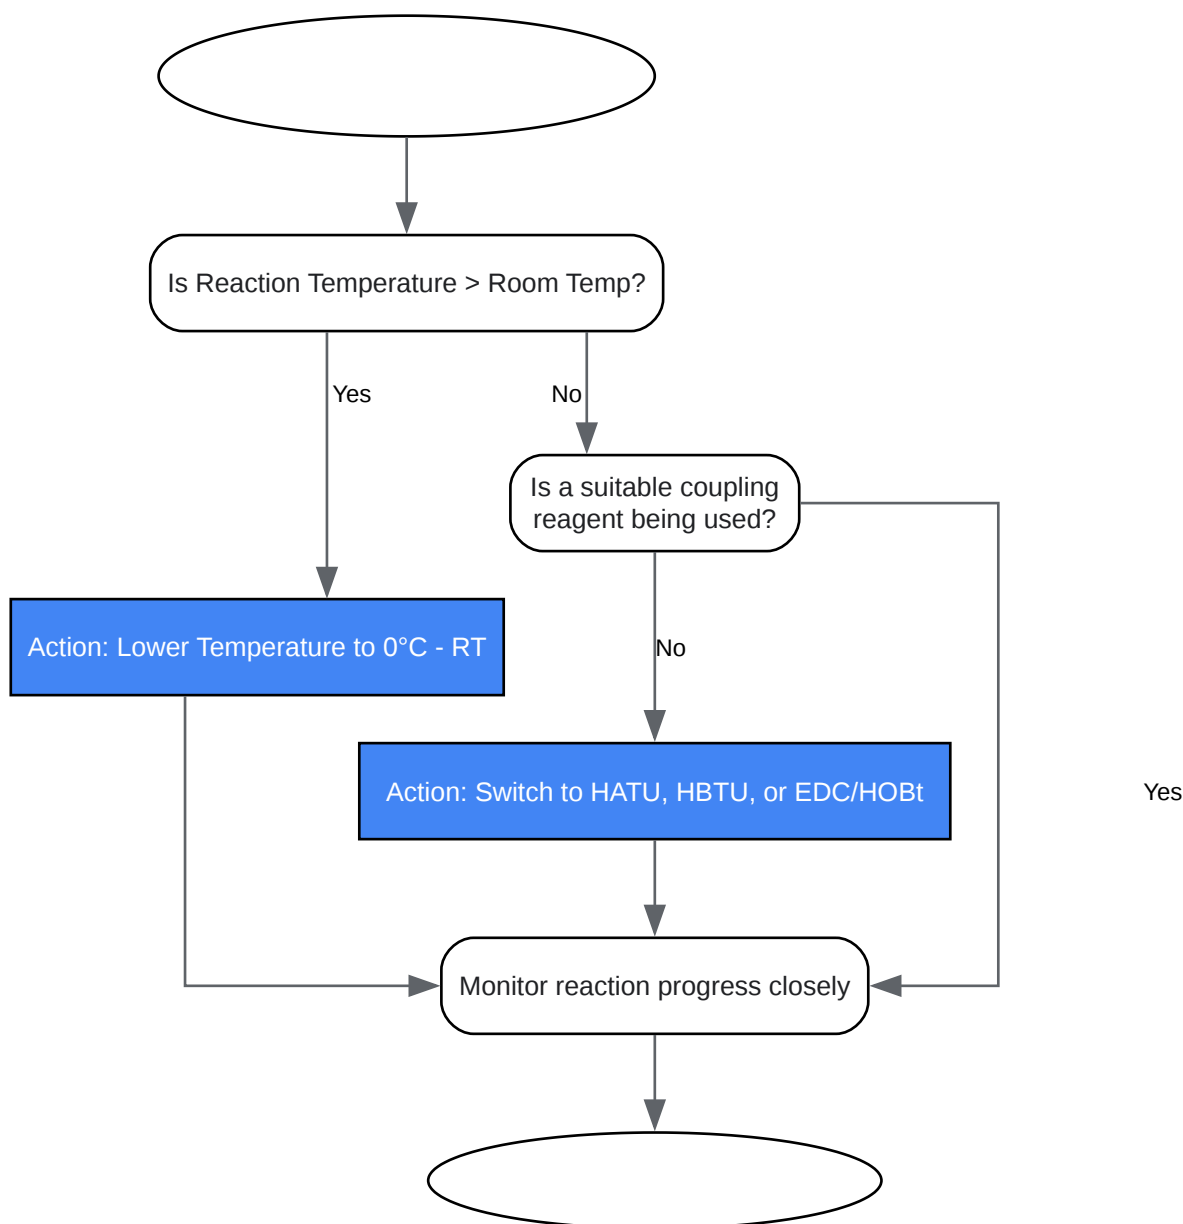 Is Reaction Temperature > Room Temp?
Yes
No
Is a suitable coupling
reagent being used?
Action: Lower Temperature to 0°C - RT
No
Action: Switch to HATU, HBTU, or EDC/HOBt
Yes
Monitor reaction progress closely